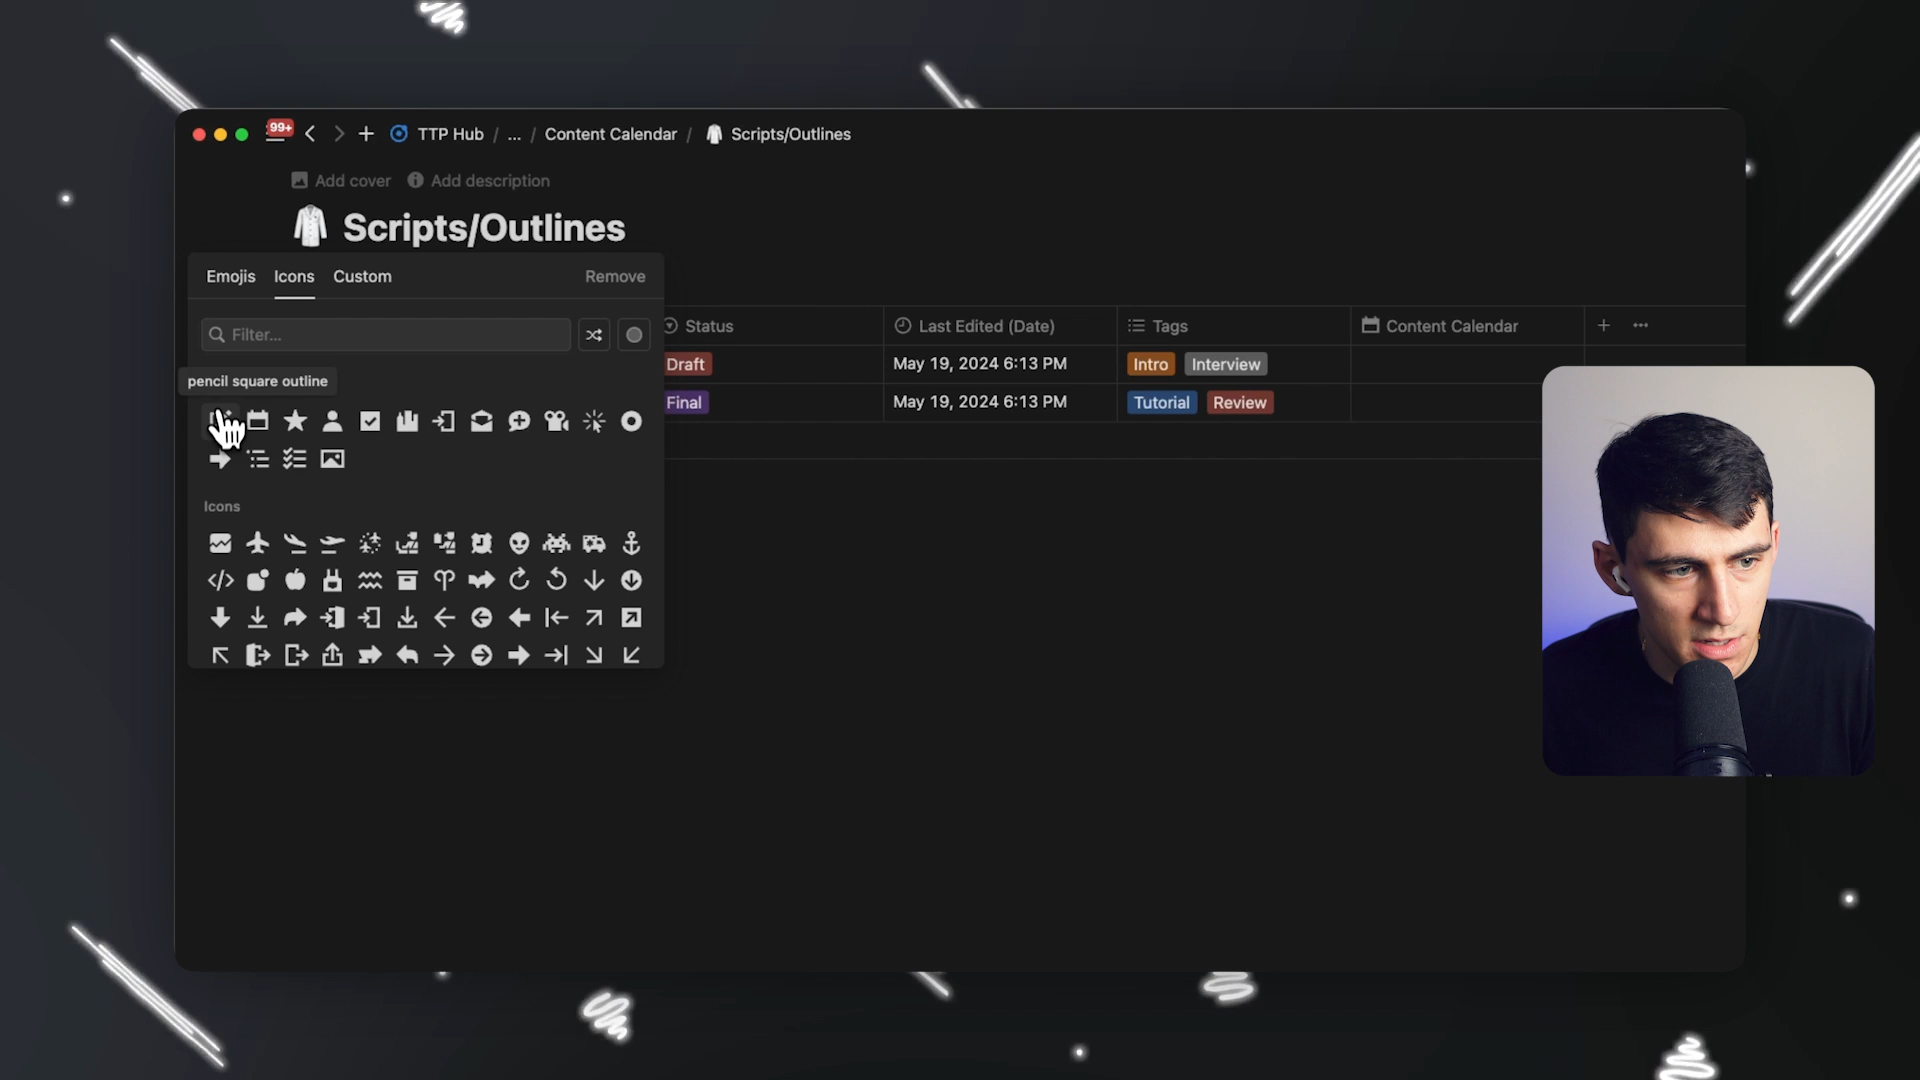 99+ TTP Hub / ... / Content Calendar / Scripts/Outlines
Add cover Add description
Scripts/Outlines
Emojis Icons Custom Remove
Filter...
Status Last Edited (Date) Tags Content Calendar
pencil square outline
Draft May 19, 2024 6:13 PM Intro Interview
Final May 19, 2024 6:13 PM Tutorial Review
Icons